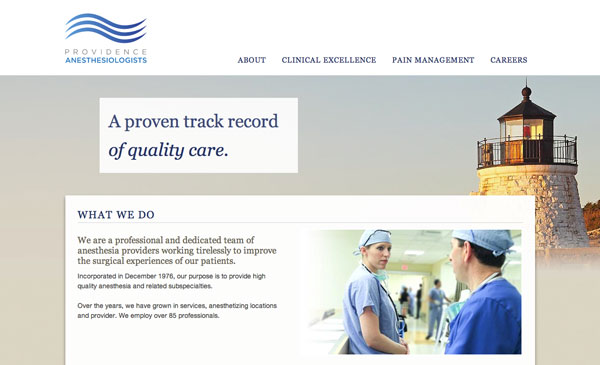 PROVIDENCE
ANESTHESIOLOGISTS
ABOUT CLINICAL EXCELLENCE PAIN MANAGEMENT CAREERS
A proven track record
of quality care.
WHAT WE DO
We are a professional and dedicated team of
anesthesia providers working tirelessly to improve
the surgical experiences of our patients.
Incorporated in December 1976, our purpose is to provide high
quality anesthesia and related subspecialties.
Over the years, we have grown in services, anesthetizing locations
and provider. We employ over 85 professionals.